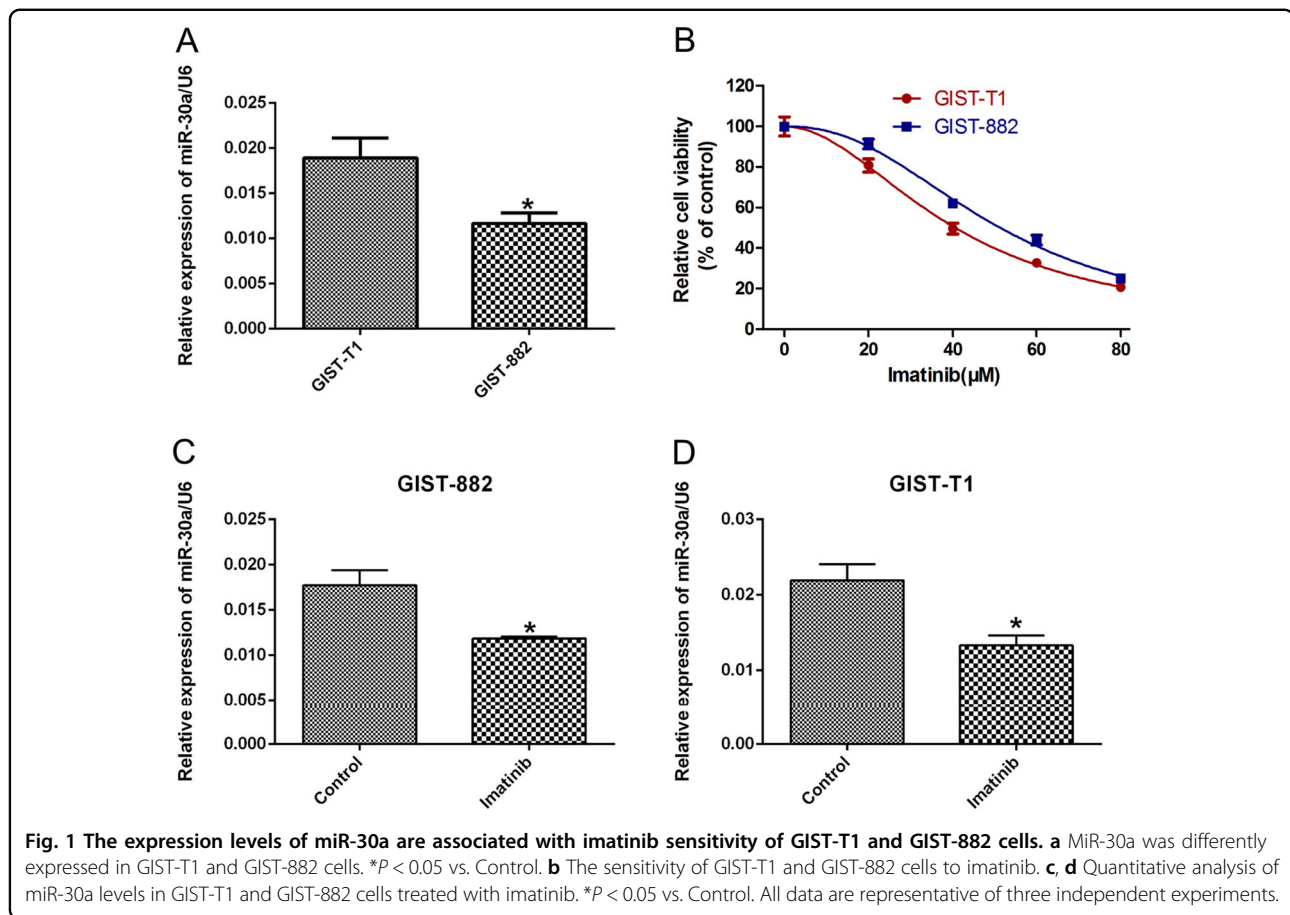 A
Relative expression of miR-30a/U6
0.025
0.020
0.015
0.010
0.005
0.000
*
GIST-T1
GIST-882
B
Relative cell viability
(% of control)
120
100
80
60
40
20
0
GIST-T1
GIST-882
0
20
40
60
80
Imatinib(μM)
C
GIST-882
Relative expression of miR-30a/U6
0.025
0.020
0.015
0.010
0.005
0.000
*
Control
Imatinib
D
GIST-T1
Relative expression of miR-30a/U6
0.03
0.02
0.01
0.00
*
Control
Imatinib
Fig. 1 The expression levels of miR-30a are associated with imatinib sensitivity of GIST-T1 and GIST-882 cells. a MiR-30a was differently
expressed in GIST-T1 and GIST-882 cells. *P < 0.05 vs. Control. b The sensitivity of GIST-T1 and GIST-882 cells to imatinib. c, d Quantitative analysis of
miR-30a levels in GIST-T1 and GIST-882 cells treated with imatinib. *P < 0.05 vs. Control. All data are representative of three independent experiments.